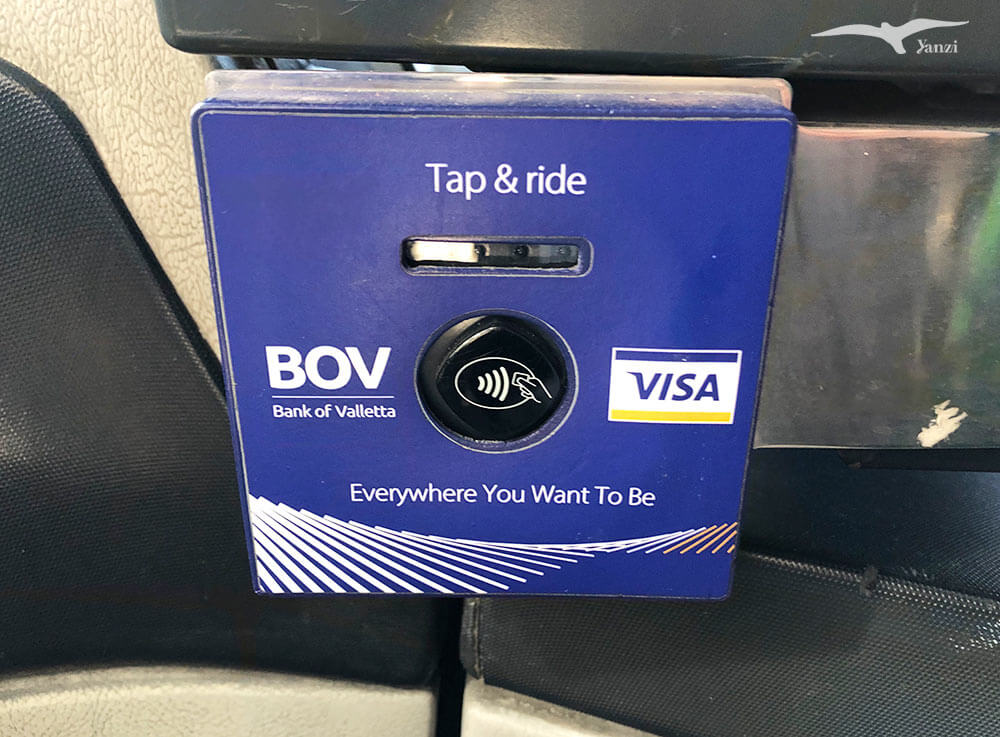 Yanzi
Tap & ride
BOV
Bank of Valletta
VISA
Everywhere You Want To Be